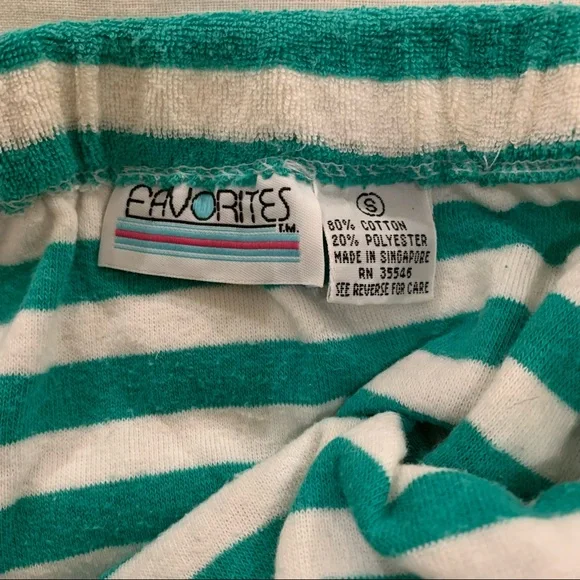 FAVORITES
T.M.
S
80% COTTON
20% POLYESTER
MADE IN SINGAPORE
RN 35546
SEE REVERSE FOR CARE